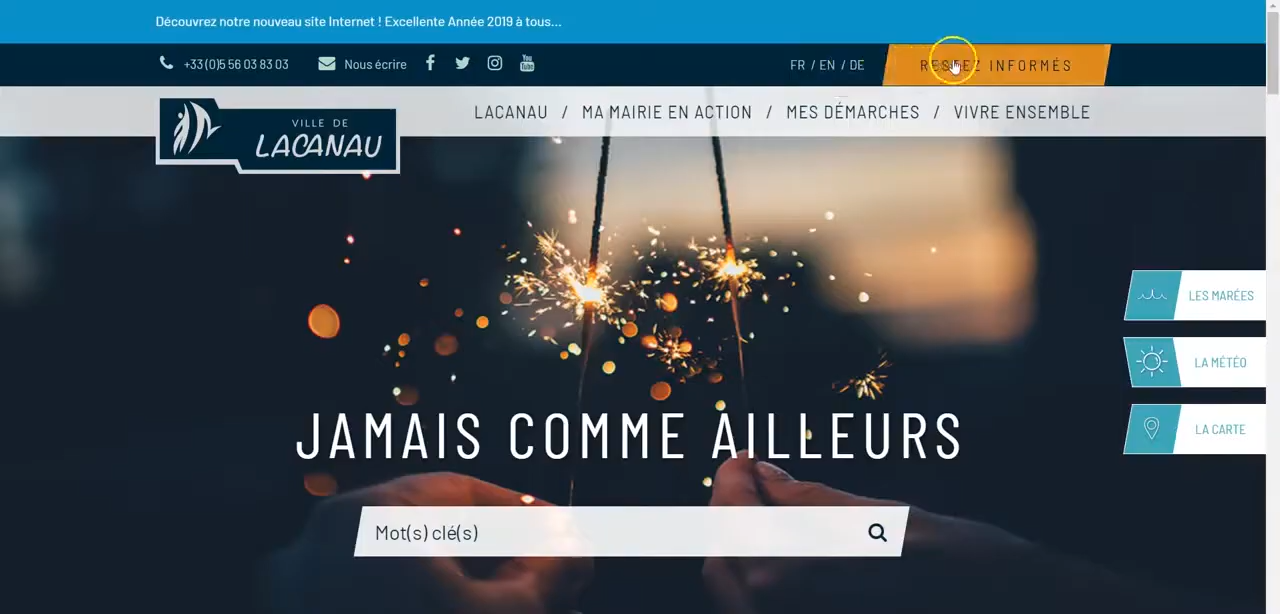 Découvrez notre nouveau site Internet ! Excellente Année 2019 à tous...
+33 (0)5 56 03 83 03 Nous écrire FR / EN / DE RESTEZ INFORMÉS
VILLE DE
LACANAU
LACANAU / MA MAIRIE EN ACTION / MES DÉMARCHES / VIVRE ENSEMBLE
LES MARÉES
LA MÉTÉO
LA CARTE
JAMAIS COMME AILLEURS
Mot(s) clé(s)